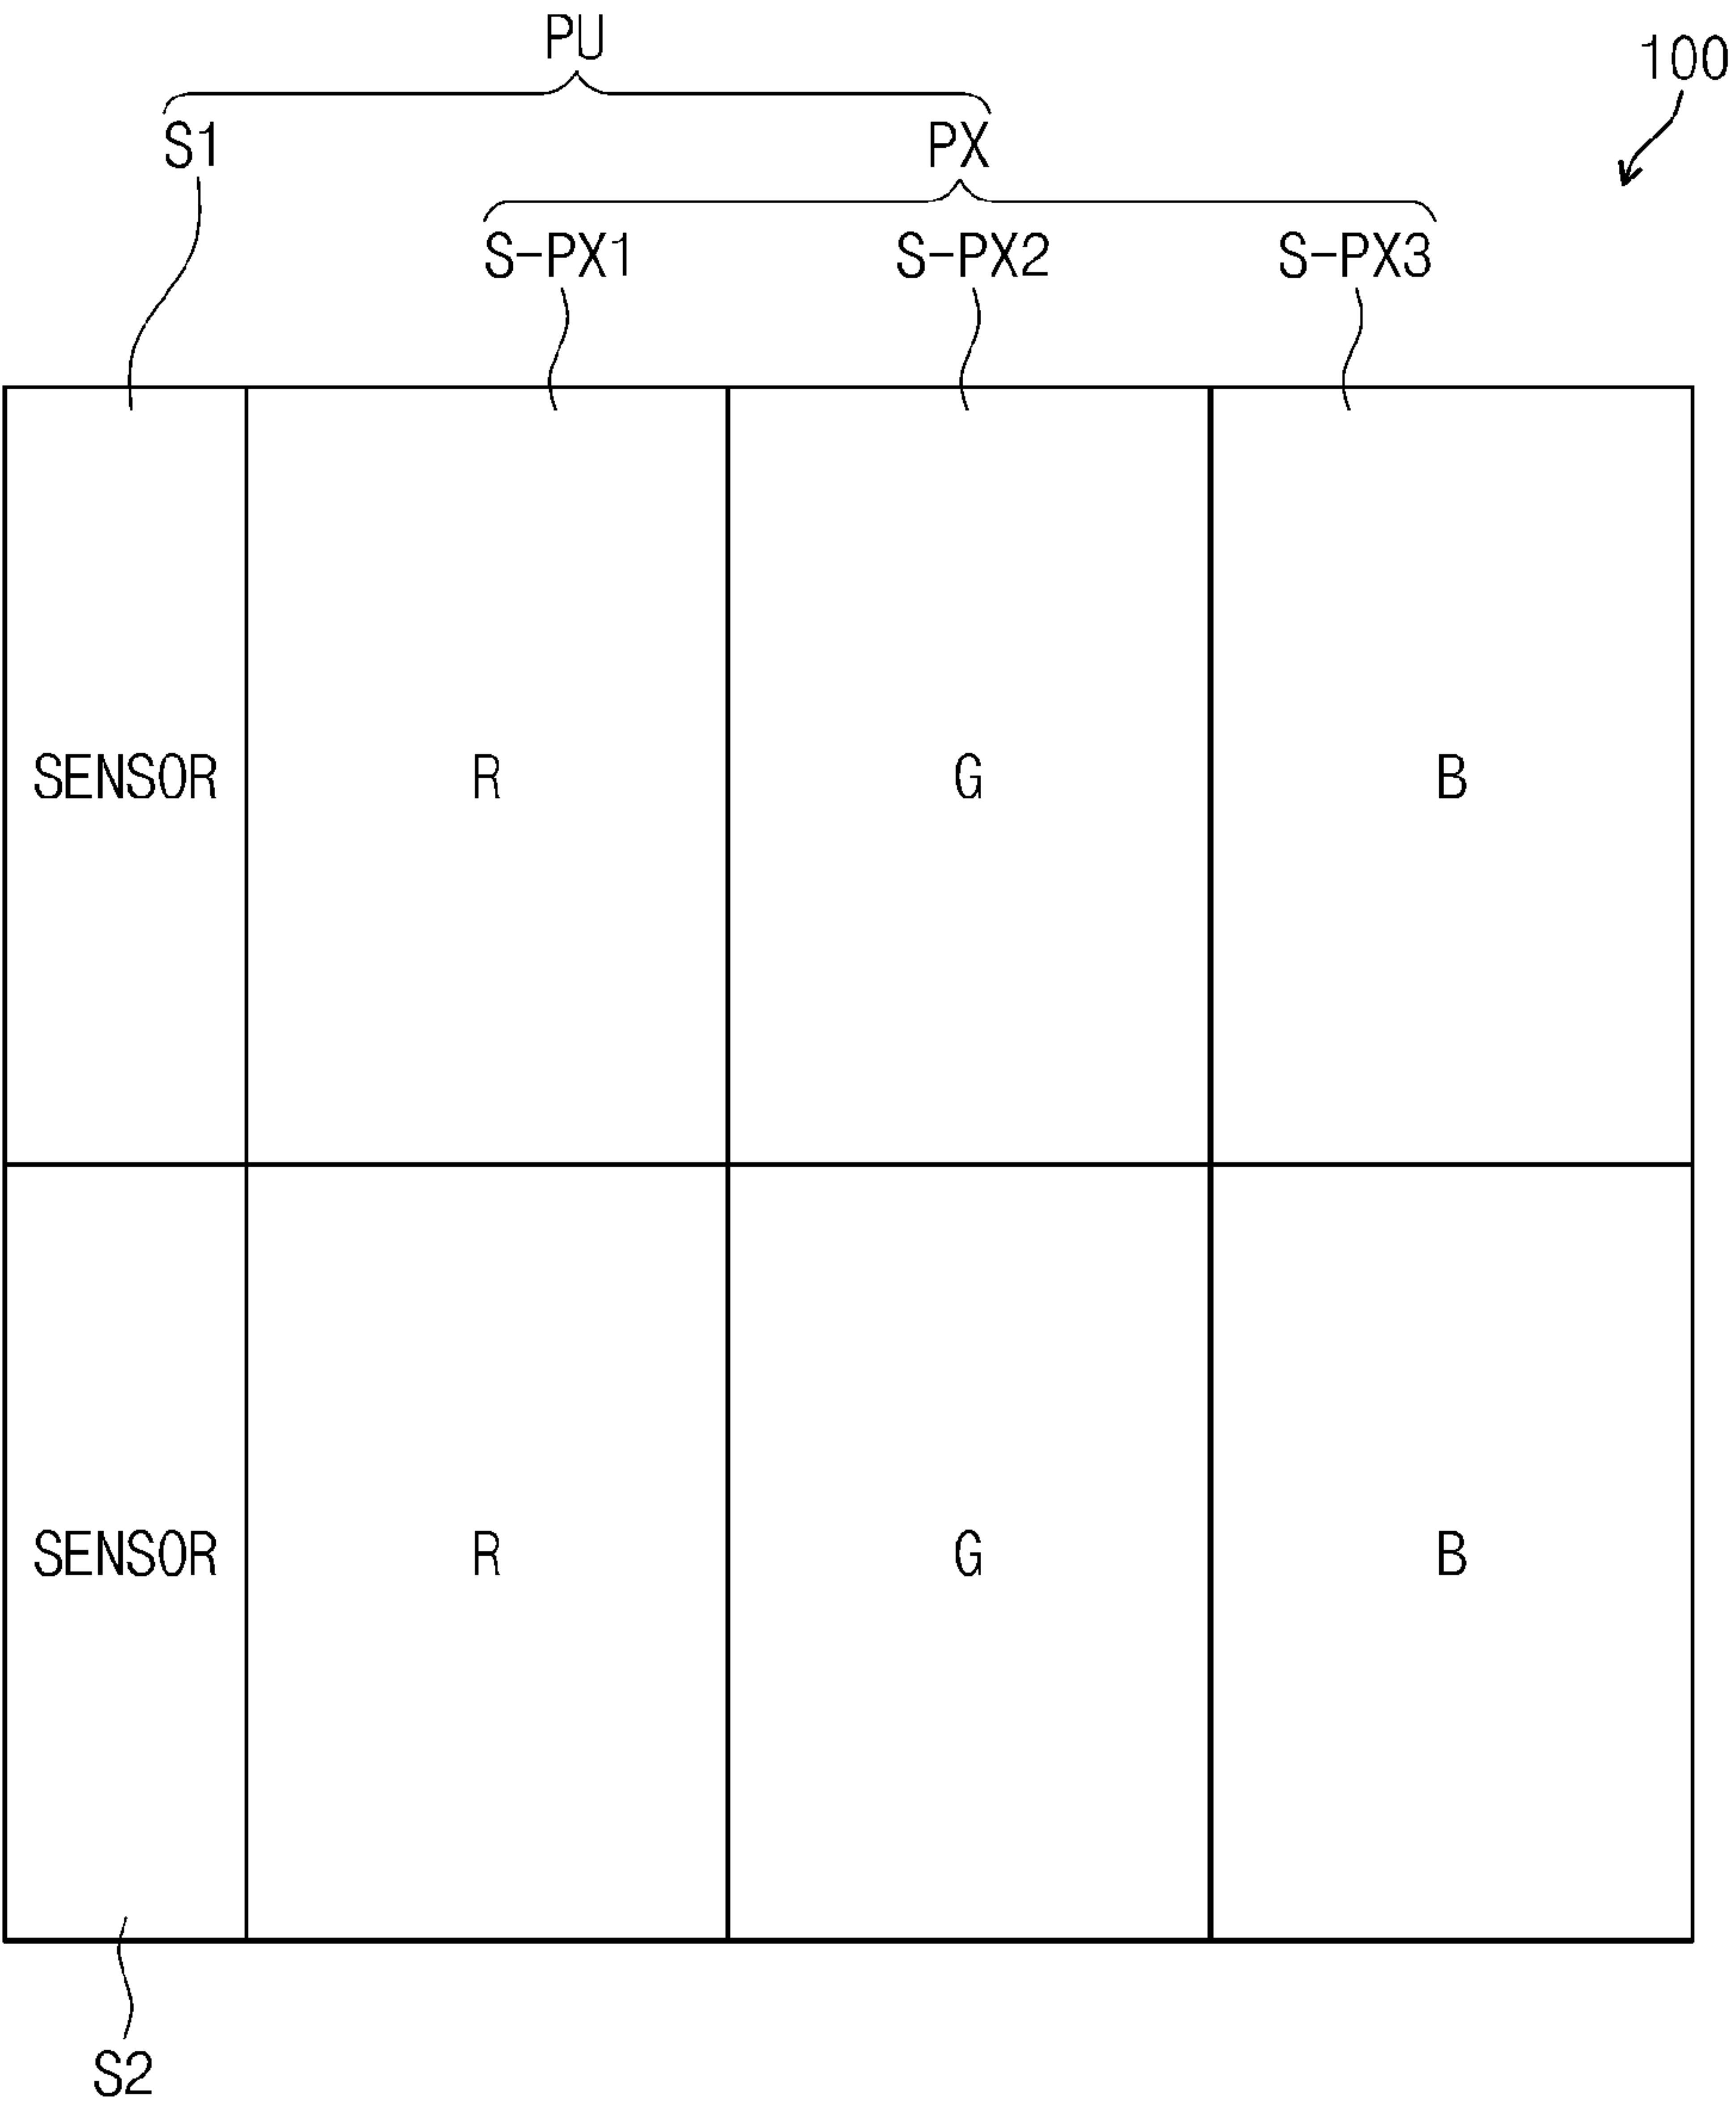 PU
100
S1 PX
S-PX1 S-PX2 S-PX3
SENSOR R G B
SENSOR R G B
S2